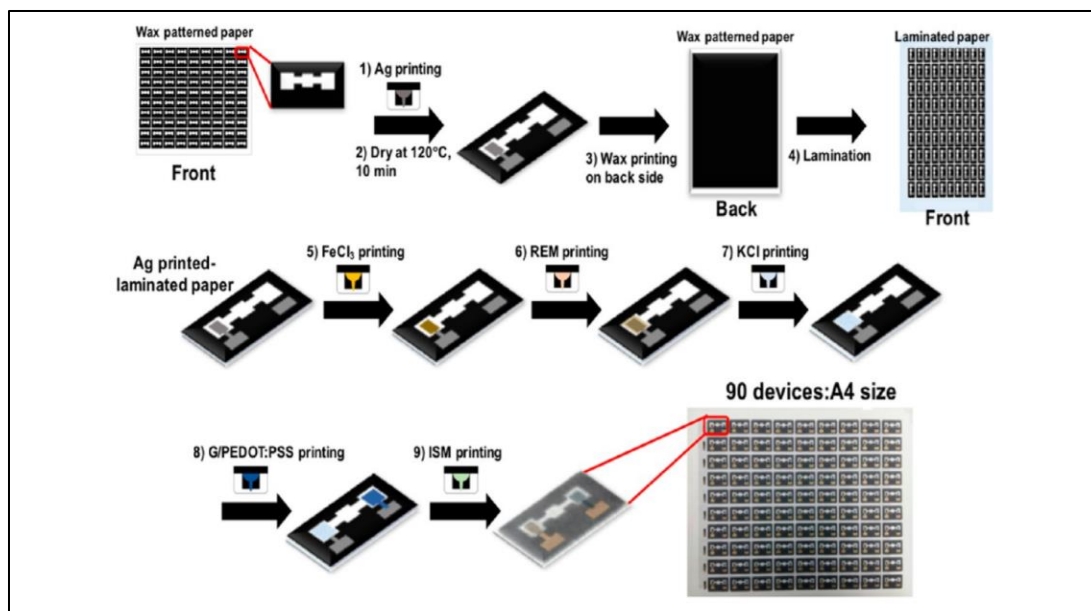 Wax patterned paper
1) Ag printing
2) Dry at 120°C,
10 min
Front
3) Wax printing
on back side
Wax patterned paper
Back
4) Lamination
Laminated paper
Front
Ag printed-
laminated paper
5) FeCl₃ printing
6) REM printing
7) KCl printing
8) G/PEDOT:PSS printing
9) ISM printing
90 devices:A4 size